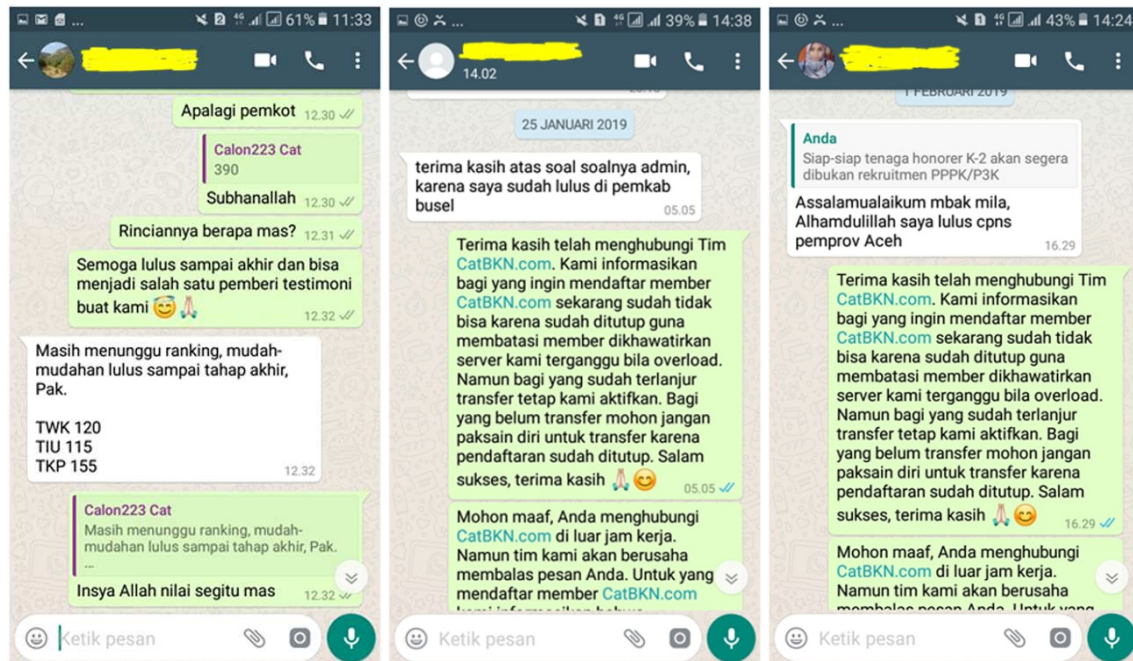 ... 61% 11:33
Apalagi pemkot 12.30
Calon223 Cat
390
Subhanallah 12.30
Rinciannya berapa mas? 12.31
Semoga lulus sampai akhir dan bisa
menjadi salah satu pemberi testimoni
buat kami 😇🙏 12.32
Masih menunggu ranking, mudah-
mudahan lulus sampai tahap akhir,
Pak.
TWK 120
TIU 115
TKP 155 12.32
Calon223 Cat
Masih menunggu ranking, mudah-
mudahan lulus sampai tahap akhir, Pak.
...
Insya Allah nilai segitu mas 12.32
Ketik pesan
... 39% 14:38
14.02
25 JANUARI 2019
terima kasih atas soal soalnya admin,
karena saya sudah lulus di pemkab
busel 05.05
Terima kasih telah menghubungi Tim
CatBKN.com. Kami informasikan
bagi yang ingin mendaftar member
CatBKN.com sekarang sudah tidak
bisa karena sudah ditutup guna
membatasi member dikhawatirkan
server kami terganggu bila overload.
Namun bagi yang sudah terlanjur
transfer tetap kami aktifkan. Bagi
yang belum transfer mohon jangan
paksain diri untuk transfer karena
pendaftaran sudah ditutup. Salam
sukses, terima kasih 🙏😊 05.05
Mohon maaf, Anda menghubungi
CatBKN.com di luar jam kerja.
Namun tim kami akan berusaha
membalas pesan Anda. Untuk yang
mendaftar member CatBKN.com
kami informasikan bahwa
Ketik pesan
... 43% 14:24
1 FEBRUARI 2019
Anda
Siap-siap tenaga honorer K-2 akan segera
dibukan rekruitmen PPPK/P3K
Assalamualaikum mbak mila,
Alhamdulillah saya lulus cpns
pemprov Aceh 16.29
Terima kasih telah menghubungi Tim
CatBKN.com. Kami informasikan
bagi yang ingin mendaftar member
CatBKN.com sekarang sudah tidak
bisa karena sudah ditutup guna
membatasi member dikhawatirkan
server kami terganggu bila overload.
Namun bagi yang sudah terlanjur
transfer tetap kami aktifkan. Bagi
yang belum transfer mohon jangan
paksain diri untuk transfer karena
pendaftaran sudah ditutup. Salam
sukses, terima kasih 🙏😊 16.29
Mohon maaf, Anda menghubungi
CatBKN.com di luar jam kerja.
Namun tim kami akan berusaha
membalas pesan Anda. Untuk yang
Ketik pesan